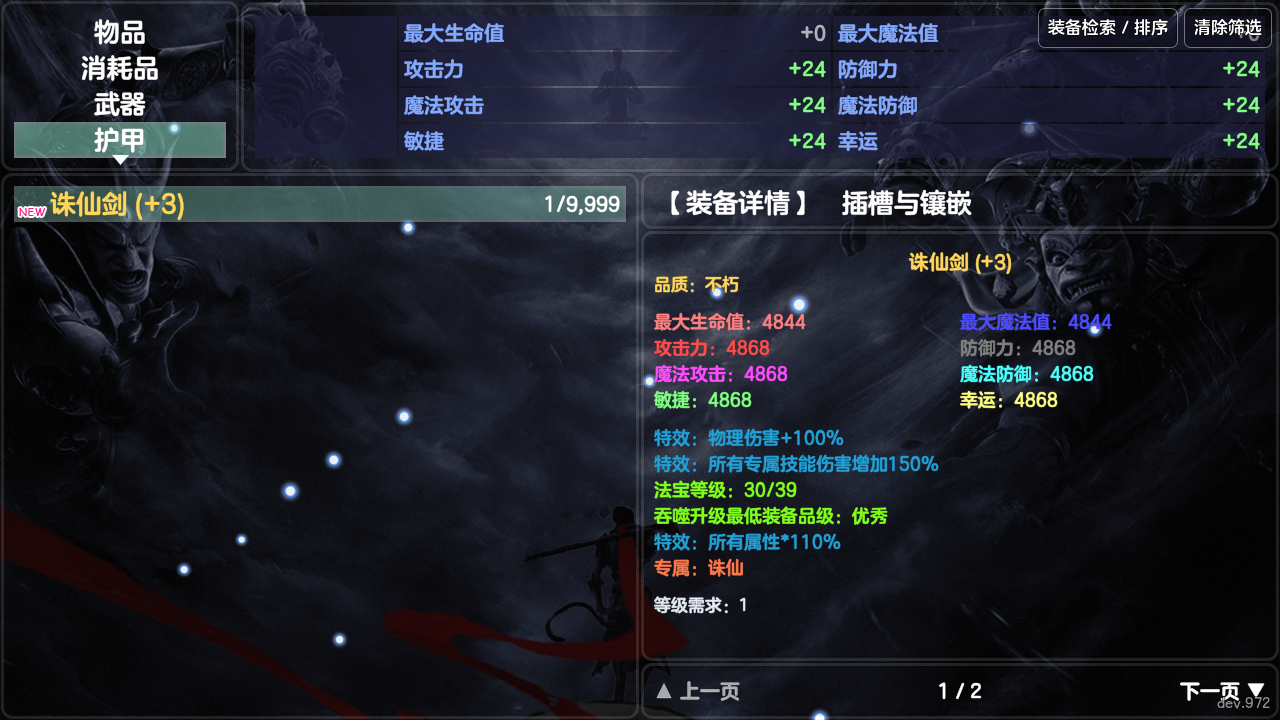 物品
消耗品
武器
护甲
最大生命值 +0 最大魔法值
攻击力 +24 防御力 +24
魔法攻击 +24 魔法防御 +24
敏捷 +24 幸运 +24
装备检索 / 排序 清除筛选
NEW 诛仙剑 (+3) 1/9,999
【装备详情】 插槽与镶嵌
诛仙剑 (+3)
品质：不朽
最大生命值：4844 最大魔法值：4844
攻击力：4868 防御力：4868
魔法攻击：4868 魔法防御：4868
敏捷：4868 幸运：4868
特效：物理伤害+100%
特效：所有专属技能伤害增加150%
法宝等级：30/39
吞噬升级最低装备品级：优秀
特效：所有属性*110%
专属：诛仙
等级需求：1
▲ 上一页 1 / 2 下一页 ▼
dev.972